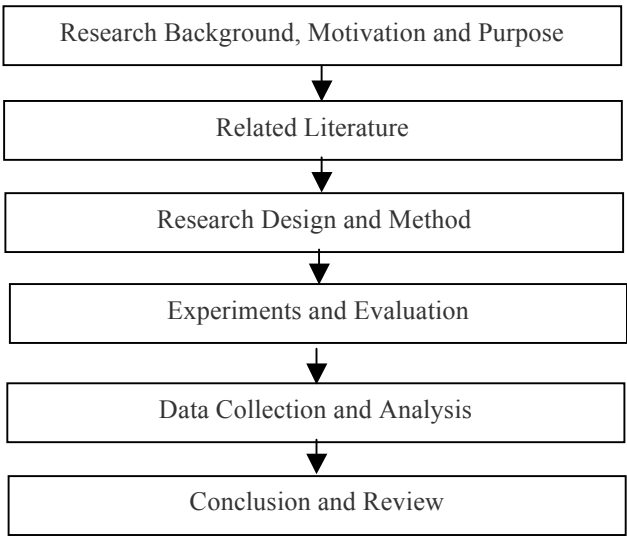 Research Background, Motivation and Purpose
Related Literature
Research Design and Method
Experiments and Evaluation
Data Collection and Analysis
Conclusion and Review